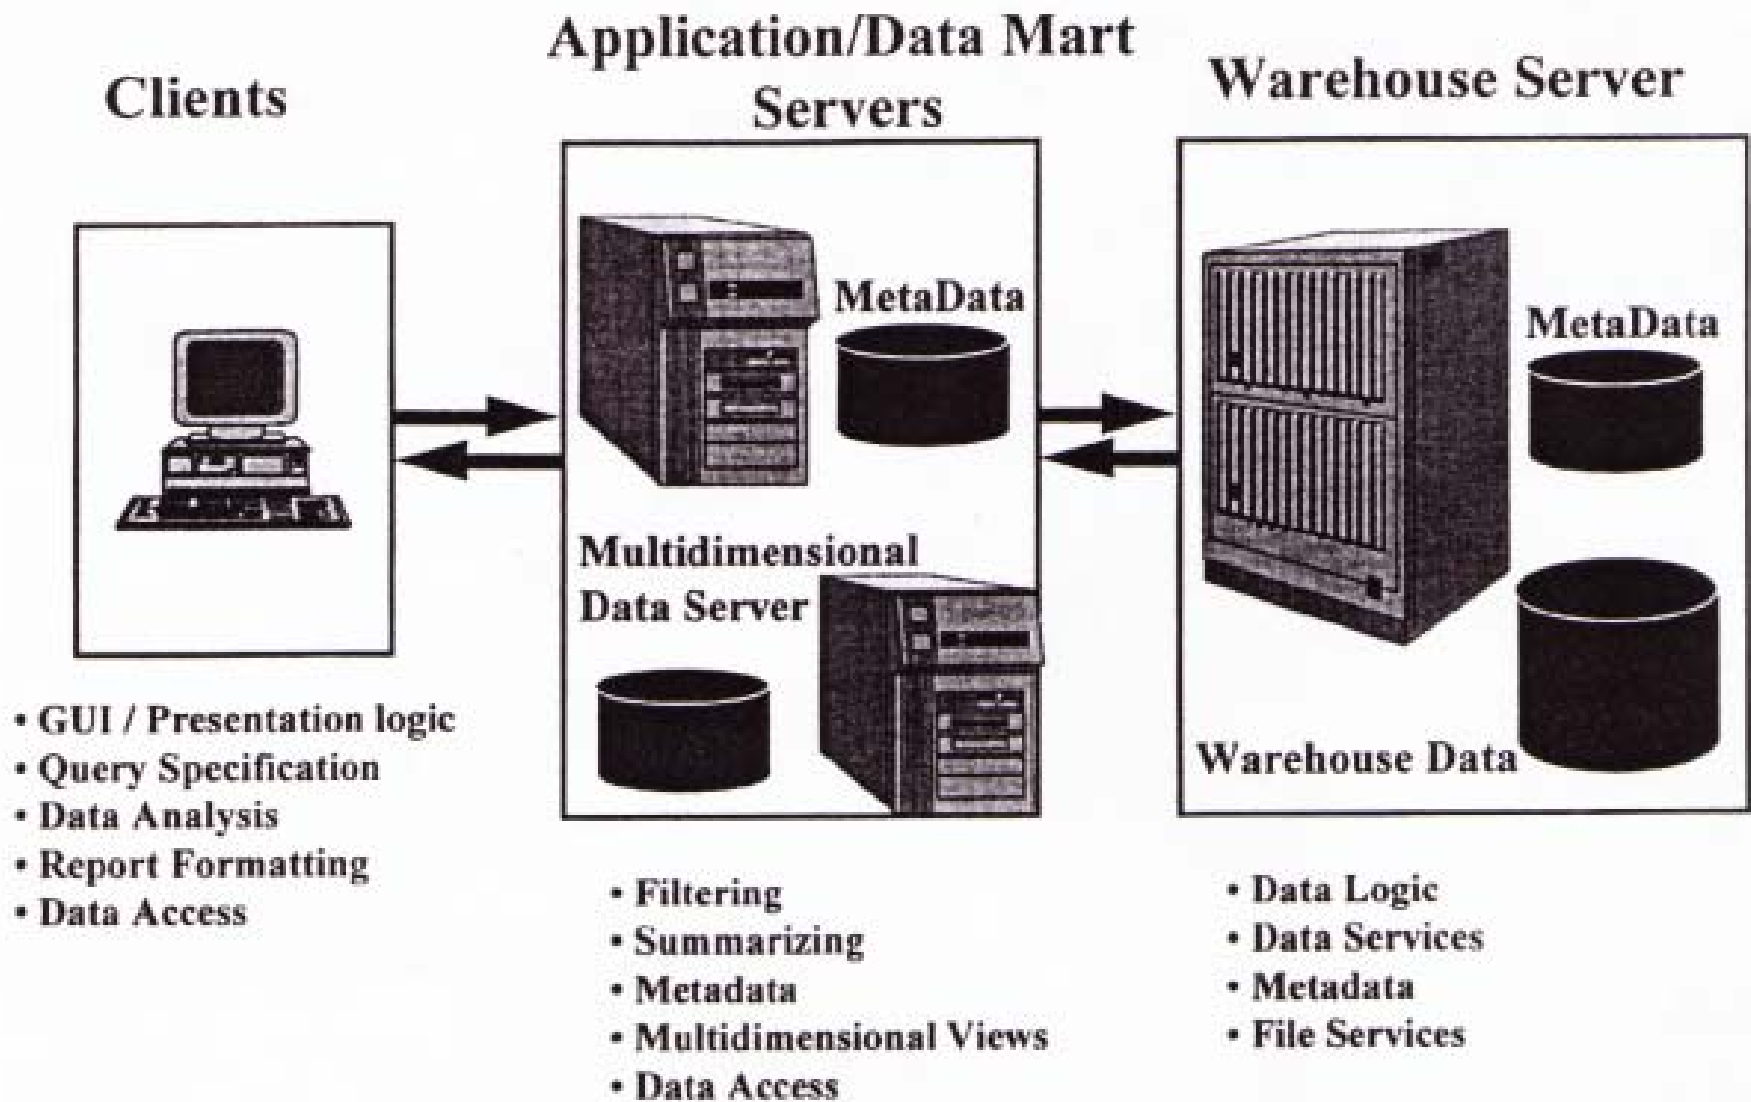 Clients
Application/Data Mart
Servers
Warehouse Server
MetaData
Multidimensional
Data Server
MetaData
Warehouse Data
• GUI / Presentation logic
• Query Specification
• Data Analysis
• Report Formatting
• Data Access
• Filtering
• Summarizing
• Metadata
• Multidimensional Views
• Data Access
• Data Logic
• Data Services
• Metadata
• File Services